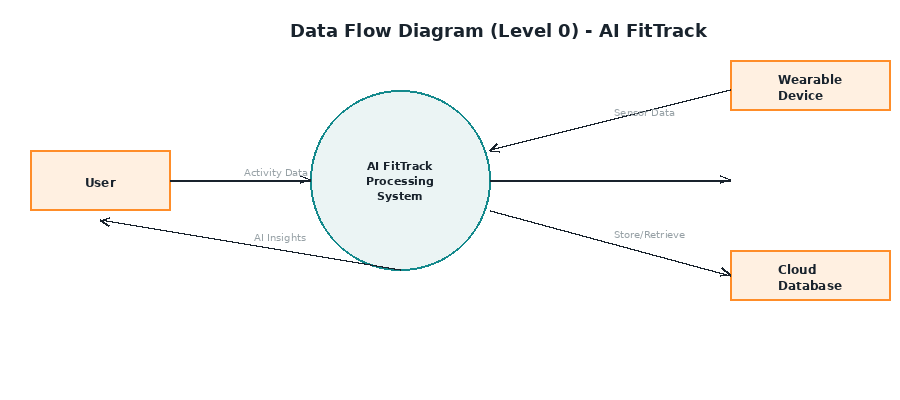 Data Flow Diagram (Level 0) - AI FitTrack
Wearable
Device
Sensor Data
User
Activity Data
AI FitTrack
Processing
System
AI Insights
Store/Retrieve
Cloud
Database